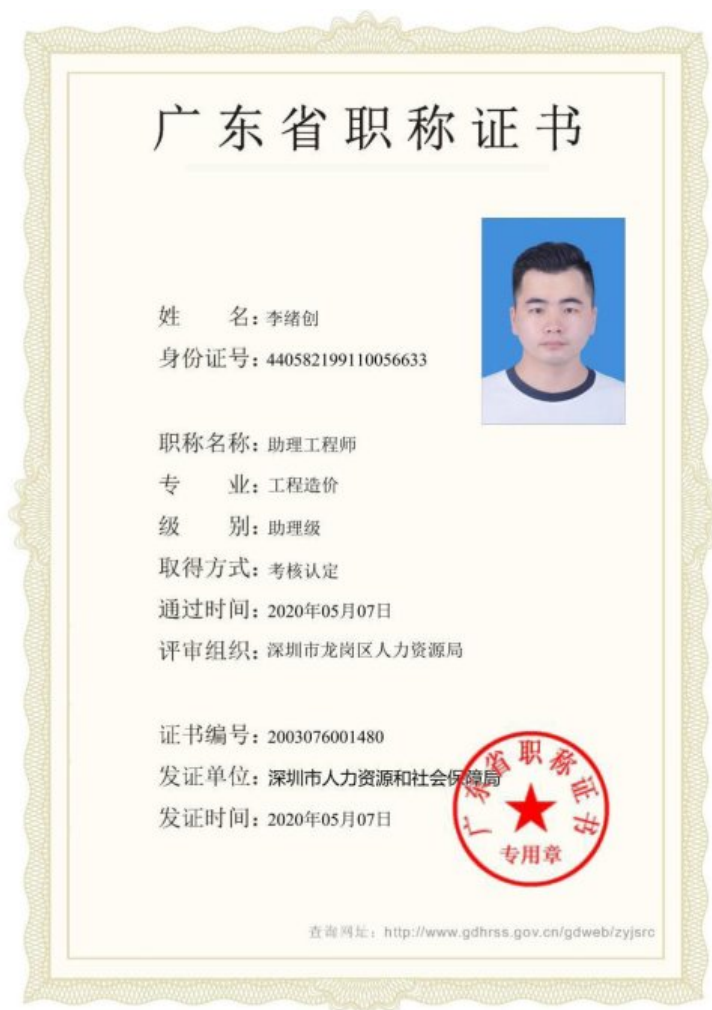 广东省职称证书
姓 名：李绪创
身份证号：440582199110056633
职称名称：助理工程师
专 业：工程造价
级 别：助理级
取得方式：考核认定
通过时间：2020年05月07日
评审组织：深圳市龙岗区人力资源局
证书编号：2003076001480
发证单位：深圳市人力资源和社会保障局
发证时间：2020年05月07日
广东省职称证书
专用章
查询网址：http://www.gdhrss.gov.cn/gdweb/zyjsrc